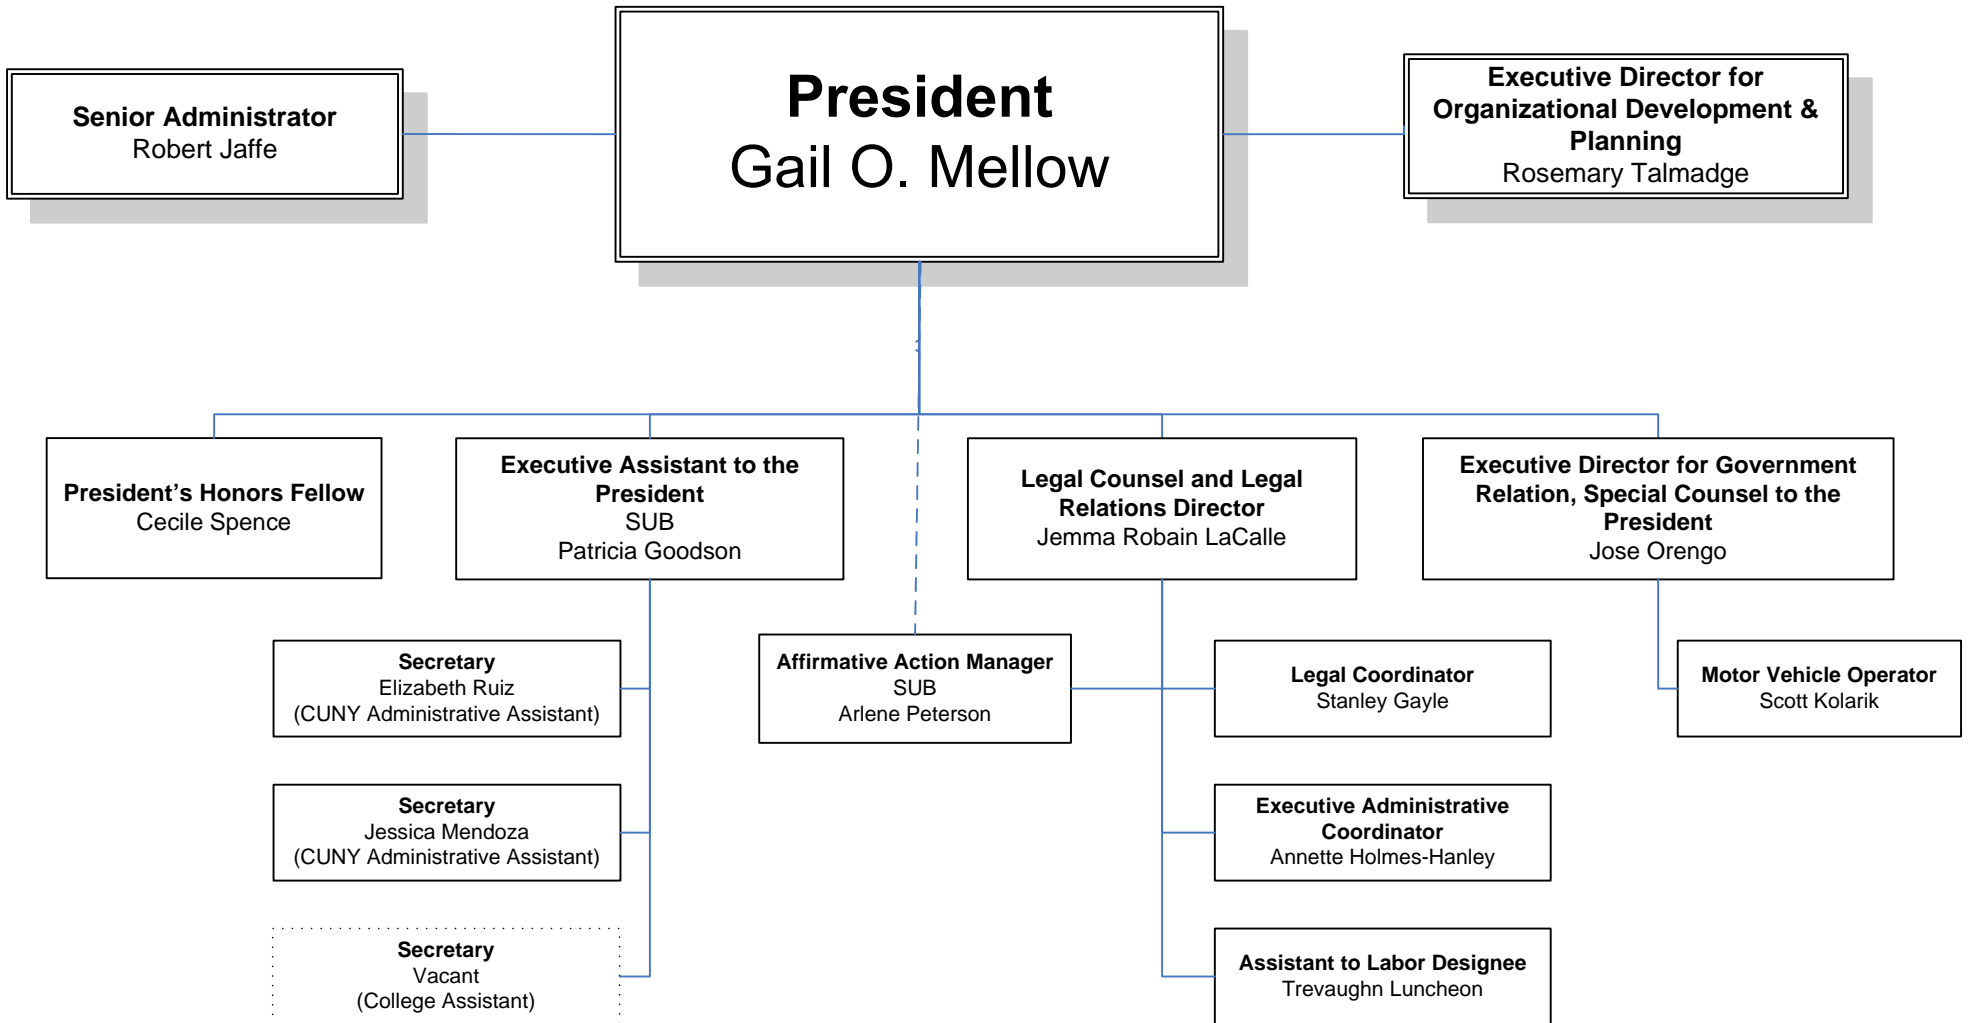 Senior Administrator
Robert Jaffe
President
Gail O. Mellow
Executive Director for
Organizational Development &
Planning
Rosemary Talmadge
President's Honors Fellow
Cecile Spence
Executive Assistant to the
President
SUB
Patricia Goodson
Legal Counsel and Legal
Relations Director
Jemma Robain LaCalle
Executive Director for Government
Relation, Special Counsel to the
President
Jose Orengo
Secretary
Elizabeth Ruiz
(CUNY Administrative Assistant)
Affirmative Action Manager
SUB
Arlene Peterson
Legal Coordinator
Stanley Gayle
Motor Vehicle Operator
Scott Kolarik
Secretary
Jessica Mendoza
(CUNY Administrative Assistant)
Executive Administrative
Coordinator
Annette Holmes-Hanley
Secretary
Vacant
(College Assistant)
Assistant to Labor Designee
Trevaughn Luncheon